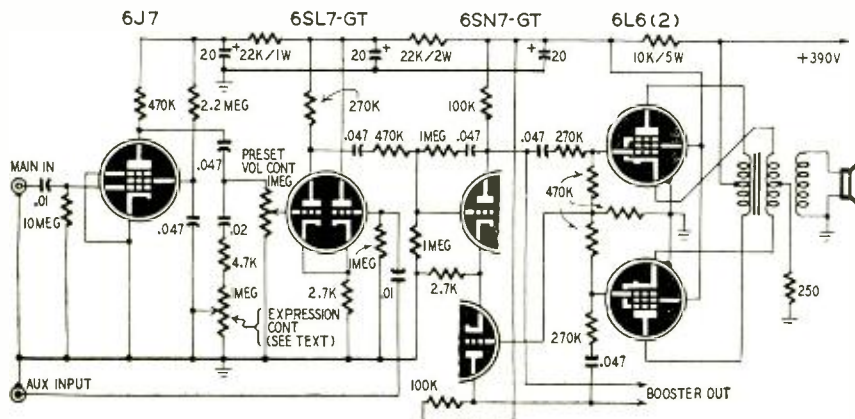 6J7
6SL7-GT
6SN7-GT
6L6(2)
20
+
22K/1W
20
+
22K/2W
+
20
10K/5W
+390V
470K
2.2MEG
270K
100K
MAIN IN
.01
10MEG
.047
.047
PRESET
VOL CONT
1MEG
.02
4.7K
1MEG
EXPRESSION
CONT
(SEE TEXT)
.047
470K
1MEG
.047
.047
270K
470K
1MEG
.01
2.7K
1MEG
2.7K
270K
.047
250
AUX INPUT
100K
BOOSTER OUT